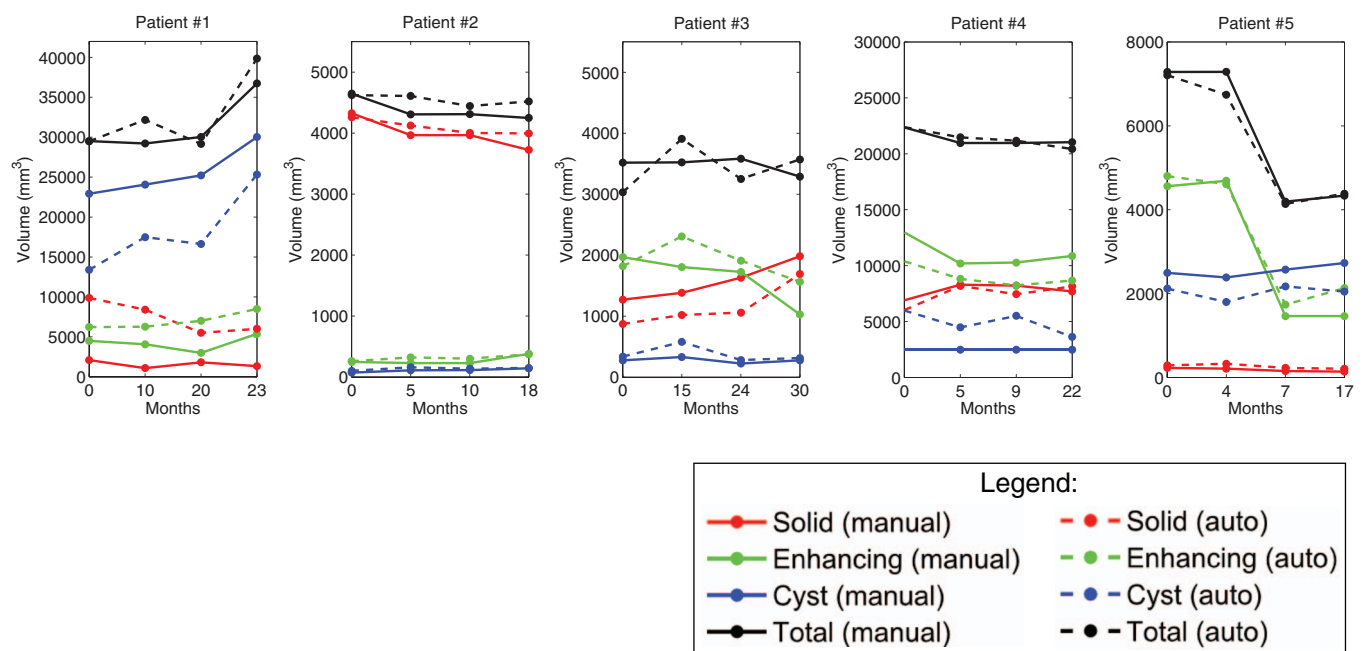 Patient #1
Patient #2
Patient #3
Patient #4
Patient #5
Volume (mm³)
40000
35000
30000
25000
20000
15000
10000
5000
0
0 10 20 23
Months
Volume (mm³)
5000
4000
3000
2000
1000
0
0 5 10 18
Months
Volume (mm³)
5000
4000
3000
2000
1000
0
0 15 24 30
Months
Volume (mm³)
30000
25000
20000
15000
10000
5000
0
0 5 9 22
Months
Volume (mm³)
8000
6000
4000
2000
0
0 4 7 17
Months
Legend:
Solid (manual)
Solid (auto)
Enhancing (manual)
Enhancing (auto)
Cyst (manual)
Cyst (auto)
Total (manual)
Total (auto)